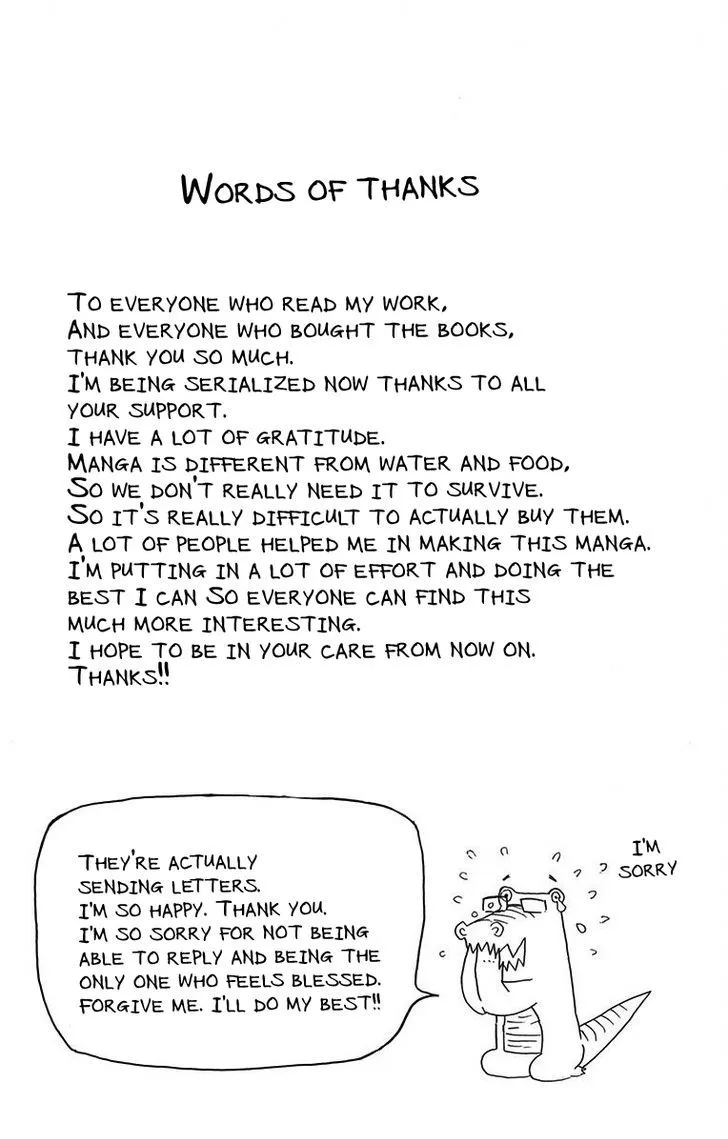 WORDS OF THANKS
TO EVERYONE WHO READ MY WORK,
AND EVERYONE WHO BOUGHT THE BOOKS,
THANK YOU SO MUCH.
I'M BEING SERIALIZED NOW THANKS TO ALL
YOUR SUPPORT.
I HAVE A LOT OF GRATITUDE.
MANGA IS DIFFERENT FROM WATER AND FOOD,
SO WE DON'T REALLY NEED IT TO SURVIVE.
SO IT'S REALLY DIFFICULT TO ACTUALLY BUY THEM.
A LOT OF PEOPLE HELPED ME IN MAKING THIS MANGA.
I'M PUTTING IN A LOT OF EFFORT AND DOING THE
BEST I CAN SO EVERYONE CAN FIND THIS
MUCH MORE INTERESTING.
I HOPE TO BE IN YOUR CARE FROM NOW ON.
THANKS!!
THEY'RE ACTUALLY
SENDING LETTERS.
I'M SO HAPPY. THANK YOU.
I'M SO SORRY FOR NOT BEING
ABLE TO REPLY AND BEING THE
ONLY ONE WHO FEELS BLESSED.
FORGIVE ME. I'LL DO MY BEST!!
I'M
SORRY